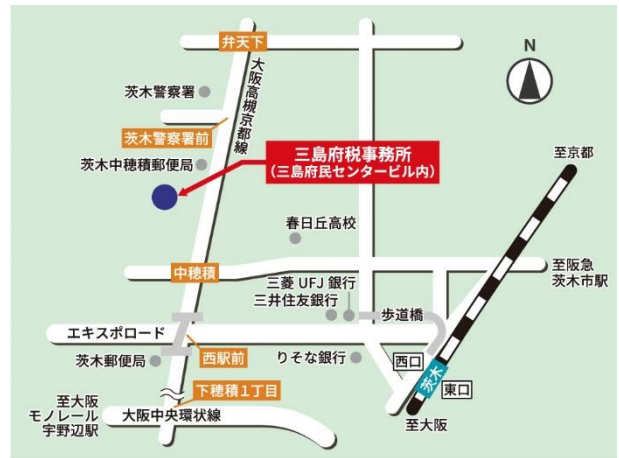 弁天下
N
茨木警察署
大阪高槻京都線
茨木警察署前
三島府税事務所
（三島府民センタービル内）
茨木中穂積郵便局
至京都
春日丘高校
中穂積
至阪急
茨木市駅
三菱UFJ銀行
三井住友銀行
歩道橋
エキスポロード
茨木郵便局
西駅前
りそな銀行
西口
茨木
東口
下穂積1丁目
至大阪
モノレール
宇野辺駅
大阪中央環状線
至大阪